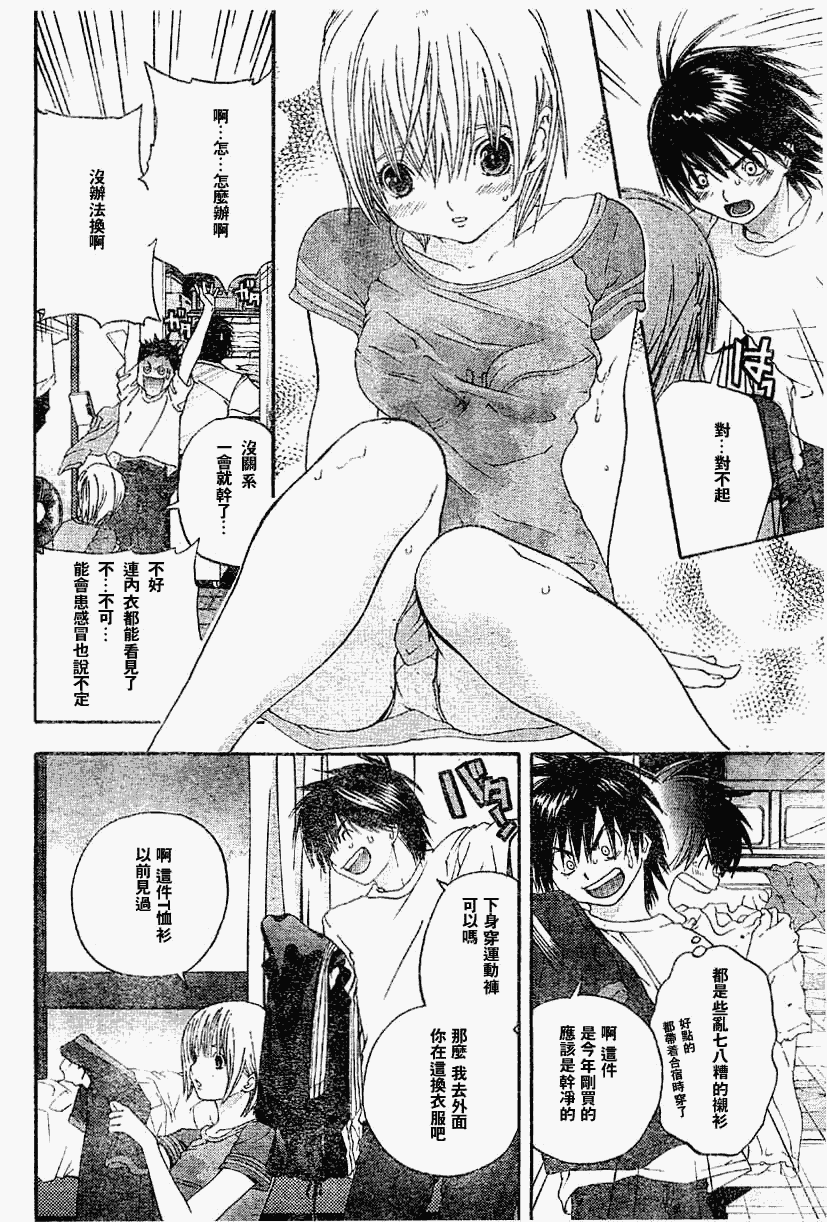 對…對不起
啊…怎…怎麼辦啊
沒辦法換啊
沒關系
一會就幹了…
不好
連內衣都能看見了
不…不可…
能會患感冒也說不定
都是些亂七八糟的襯衫
好點的
都帶着合宿時穿了
啊 這件
是今年剛買的
應該是幹凈的
バタ
下身穿運動褲
可以嗎
那麼 我去外面
你在這換衣服吧
啊 這件T恤衫
以前見過